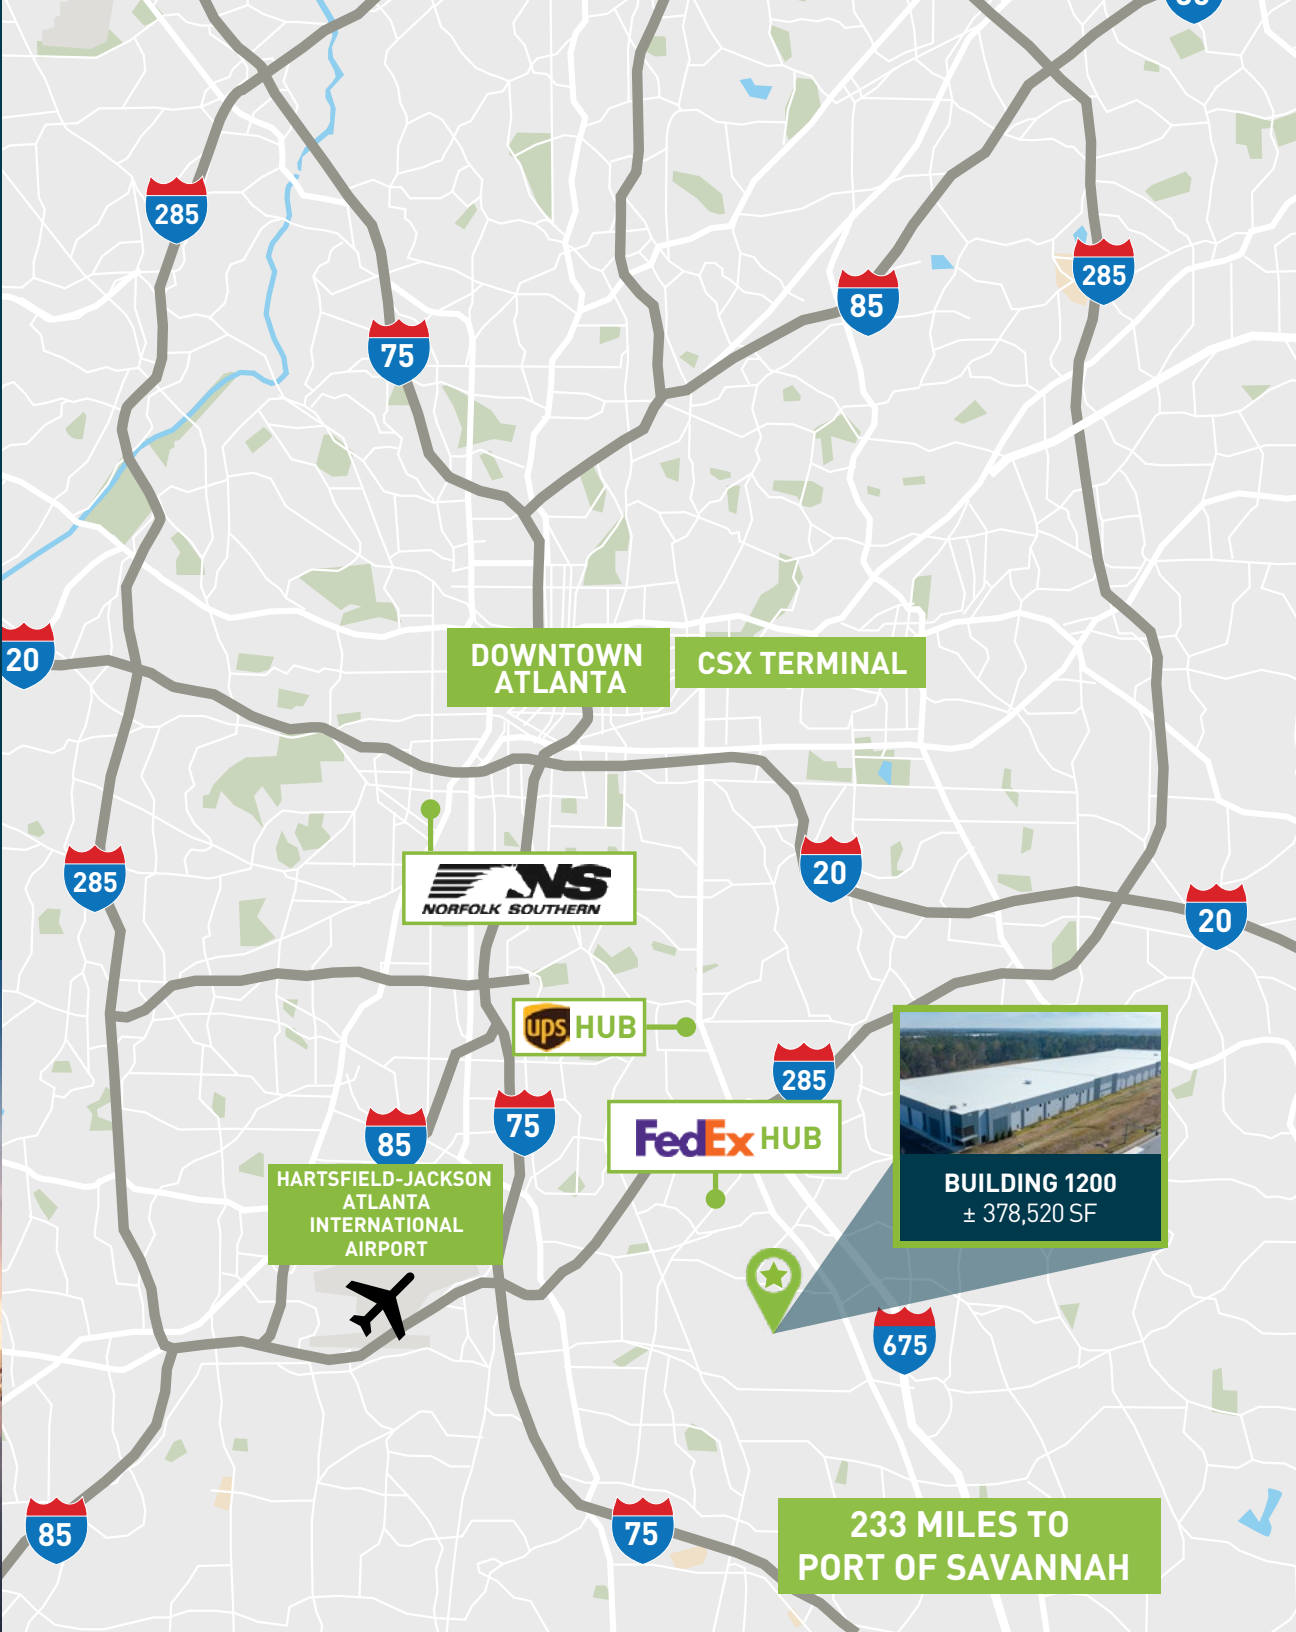 285
75
85
285
DOWNTOWN
ATLANTA
CSX TERMINAL
20
285
NS
NORFOLK SOUTHERN
20
20
ups HUB
285
75
85
FedEx HUB
HARTSFIELD-JACKSON
ATLANTA
INTERNATIONAL
AIRPORT
BUILDING 1200
± 378,520 SF
675
85
75
233 MILES TO
PORT OF SAVANNAH